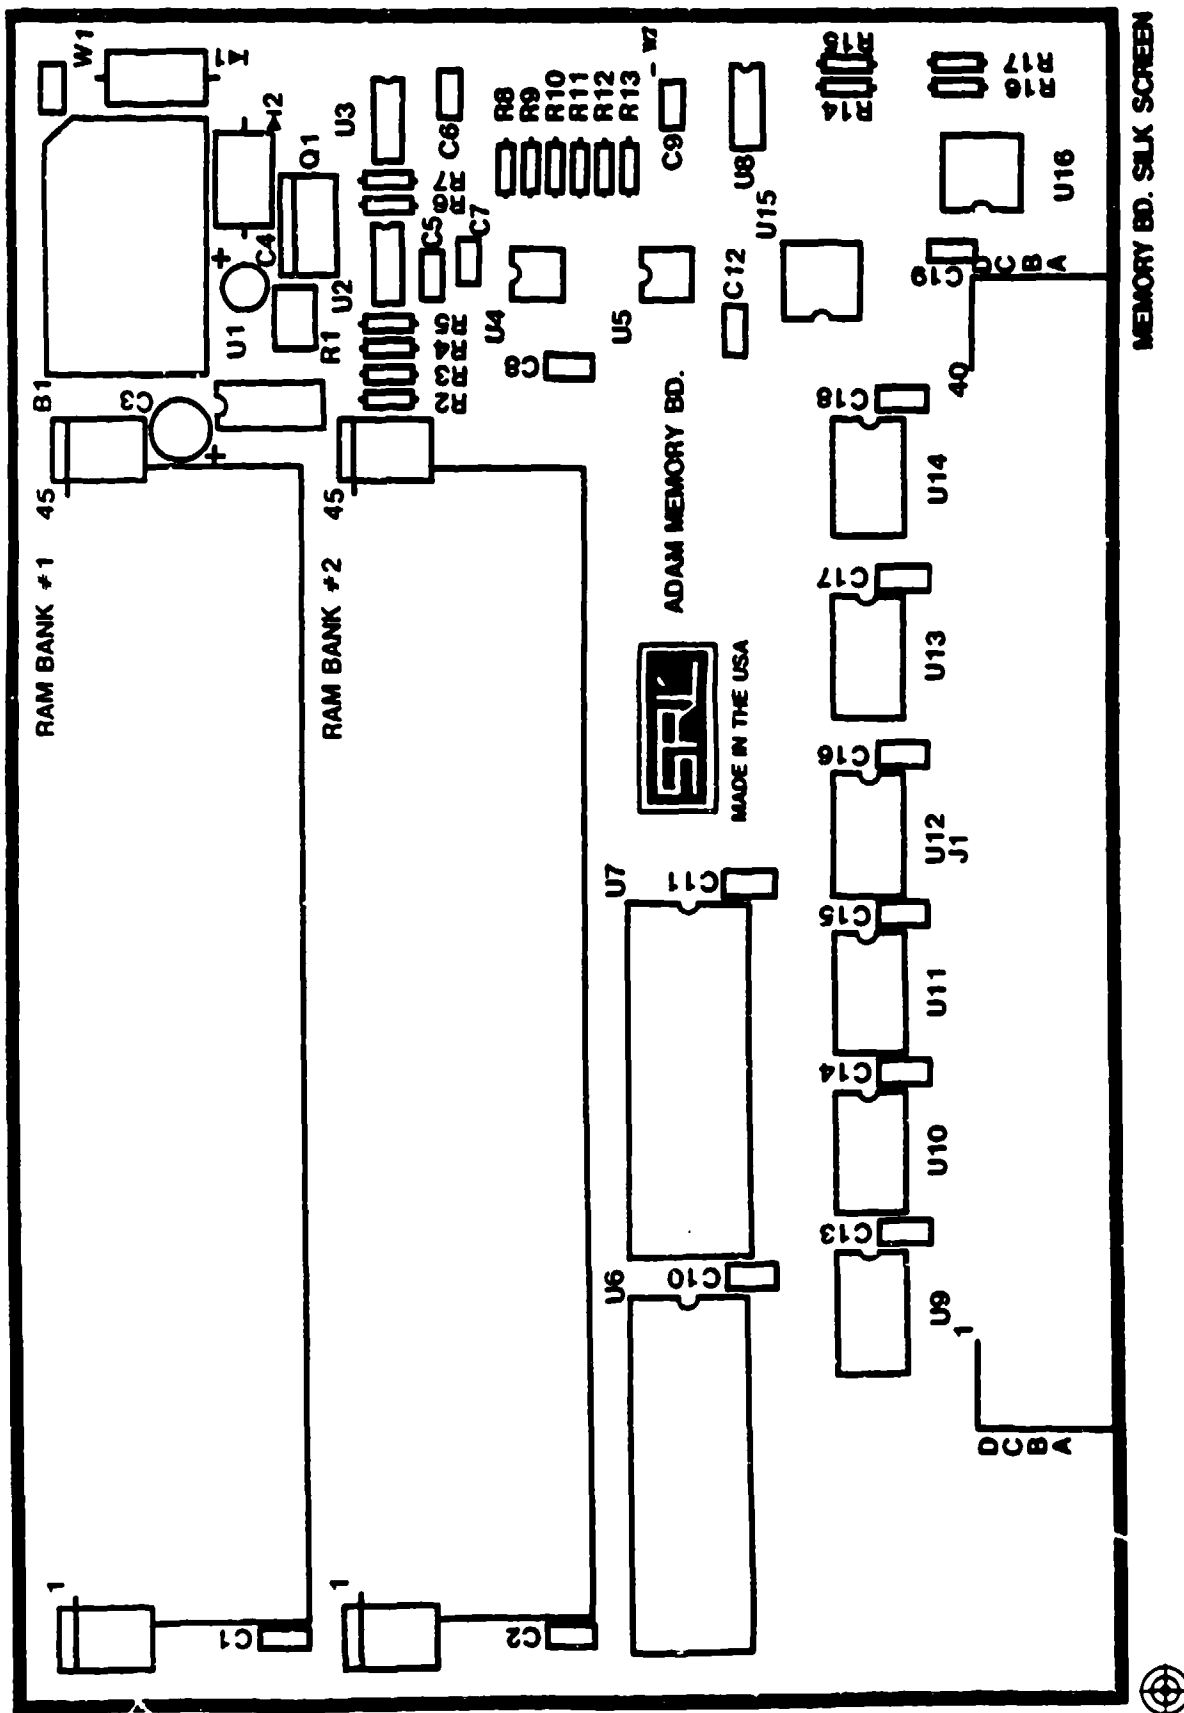 RAM BANK #1
45
B1
W1
1
C1
C3
+
U1
+
C4
Q1
R1
RAM BANK #2
45
1
C2
U2
U3
R2
R3
R4
R5
R6
R7
C5
C6
C7
R8
R9
R10
R11
R12
R13
U4
C8
U5
C9
W2
U6
C10
U7
C11
SRL
MADE IN THE USA
ADAM MEMORY BD.
C12
U8
U15
R14
R15
C13
C14
C15
C16
C17
C18
U9
U10
U11
U12
U13
U14
J1
1
40
D
C
B
A
C19
D
C
B
A
U16
R16
R17
MEMORY BD. SILK SCREEN